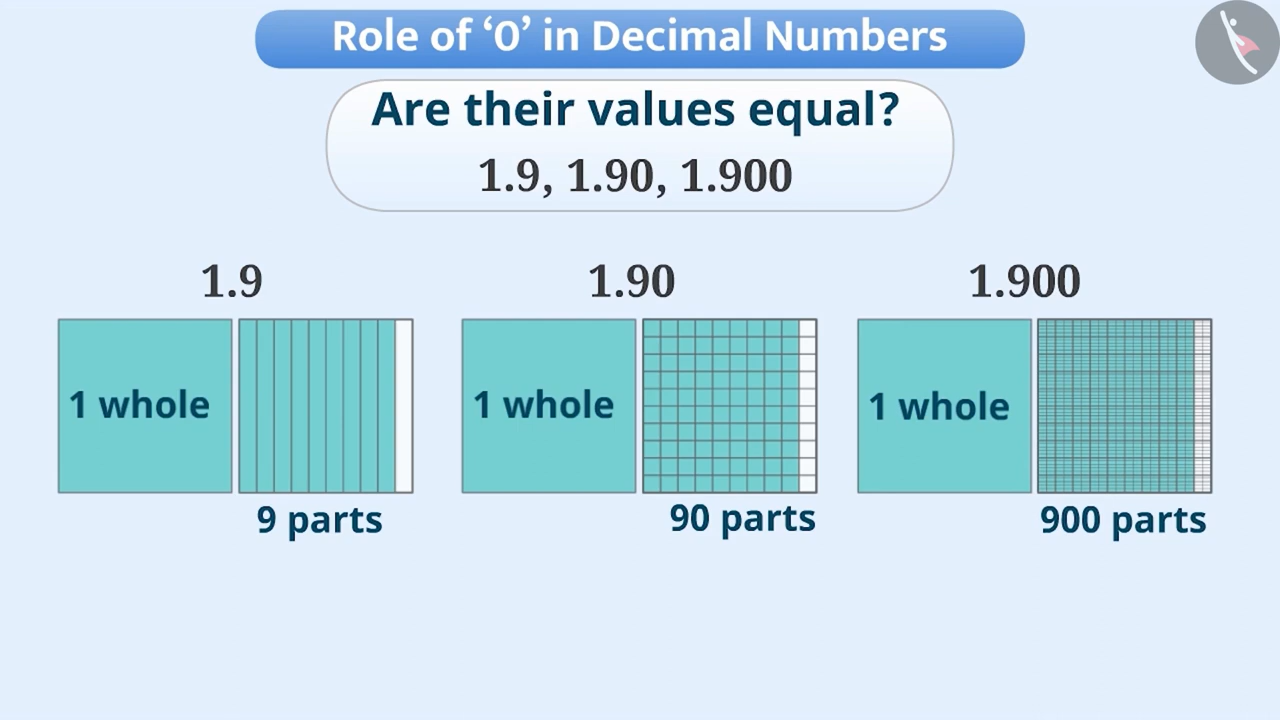 Role of ‘0’ in Decimal Numbers
Are their values equal?
1.9, 1.90, 1.900
1.9
1.90
1.900
1 whole
1 whole
1 whole
9 parts
90 parts
900 parts